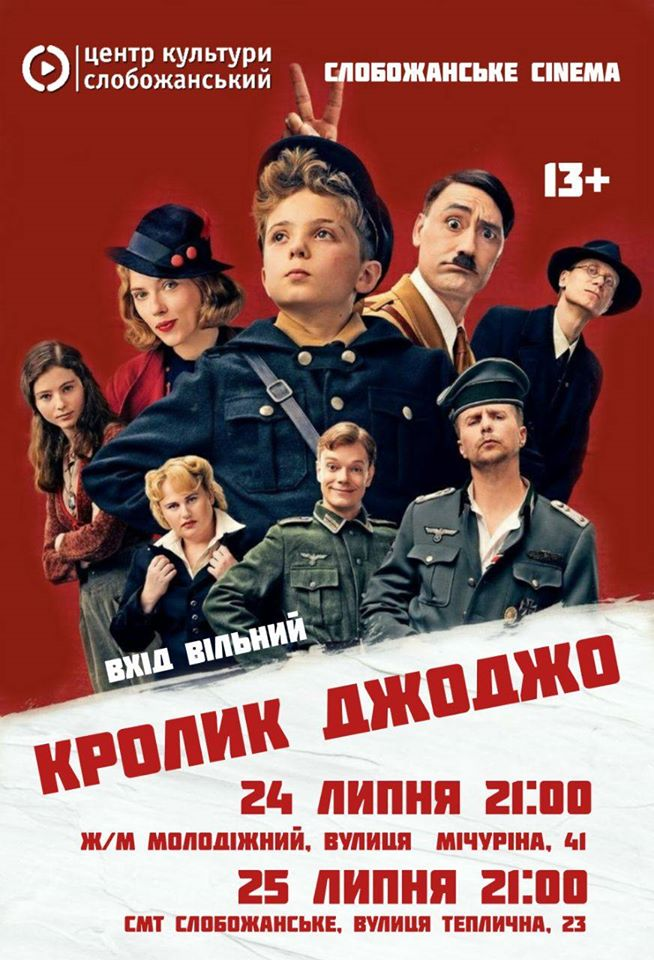 центр культури
слобожанський
СЛОБОЖАНСЬКЕ CINEMA
13+
ВХІД ВІЛЬНИЙ
КРОЛИК ДЖОДЖО
24 ЛИПНЯ 21:00
Ж/М МОЛОДІЖНИЙ, ВУЛИЦЯ МІЧУРІНА, 41
25 ЛИПНЯ 21:00
СМТ СЛОБОЖАНСЬКЕ, ВУЛИЦЯ ТЕПЛИЧНА, 23